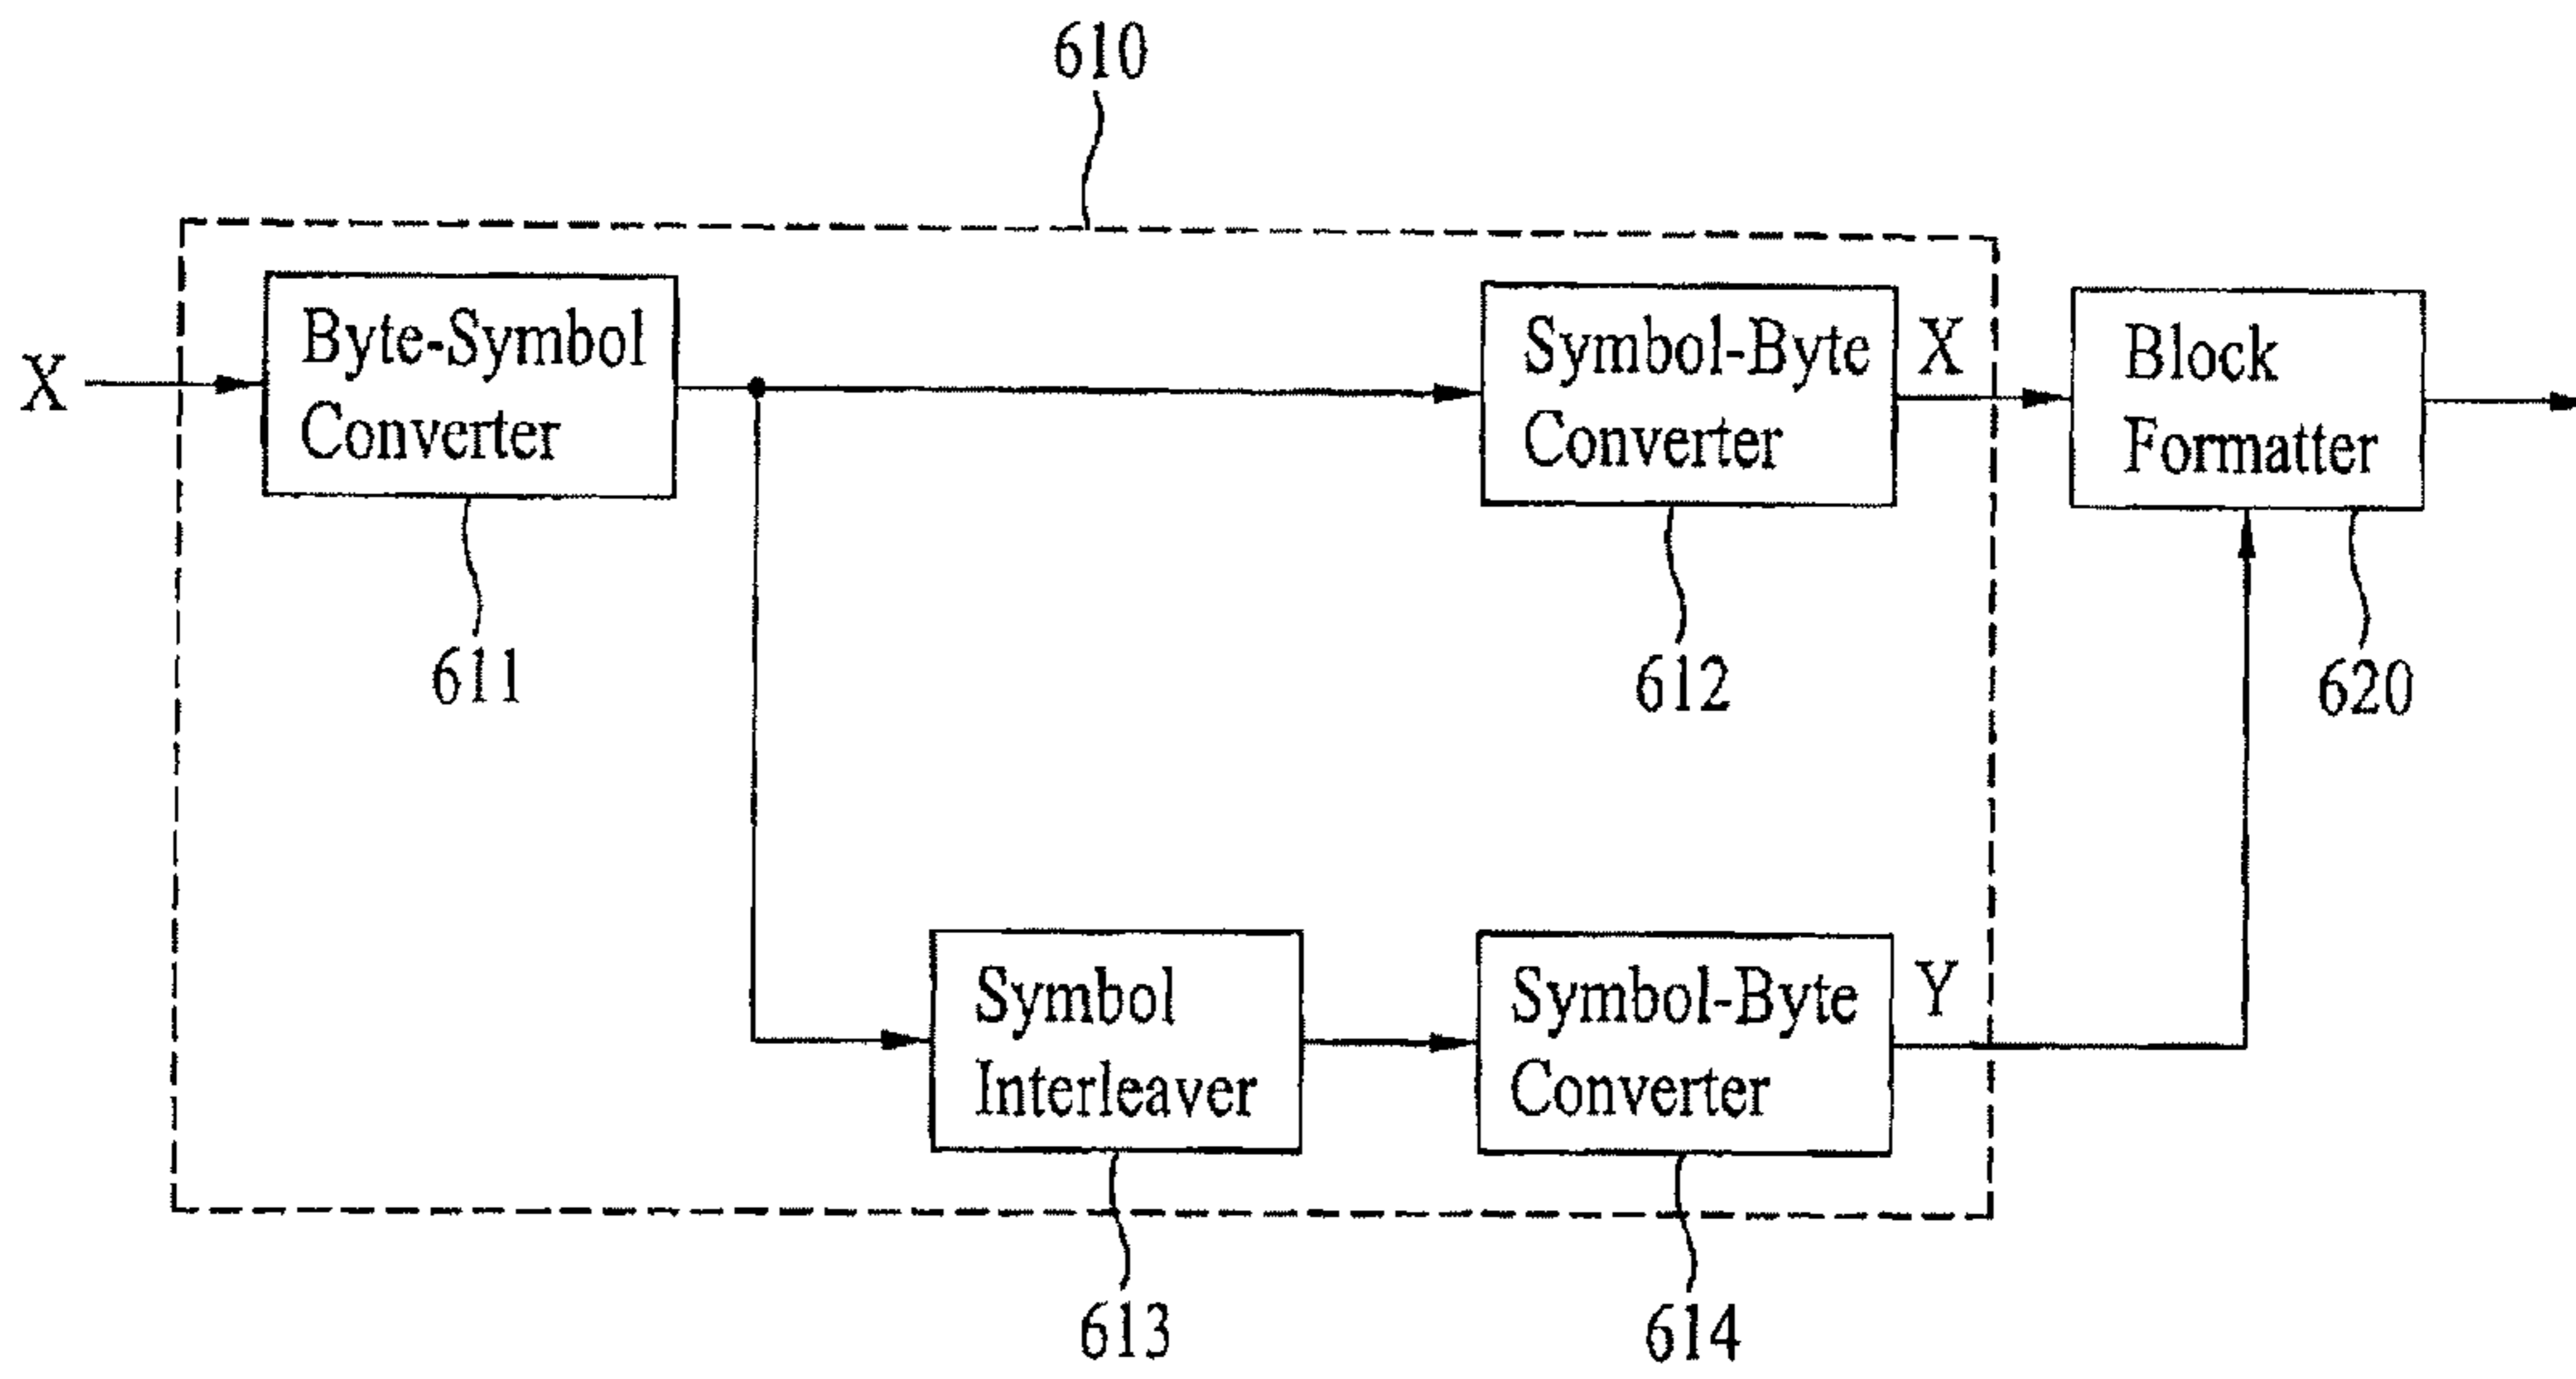 610
X
Byte-Symbol
Converter
611
Symbol-Byte
Converter
612
X
Block
Formatter
620
Symbol
Interleaver
613
Symbol-Byte
Converter
614
Y